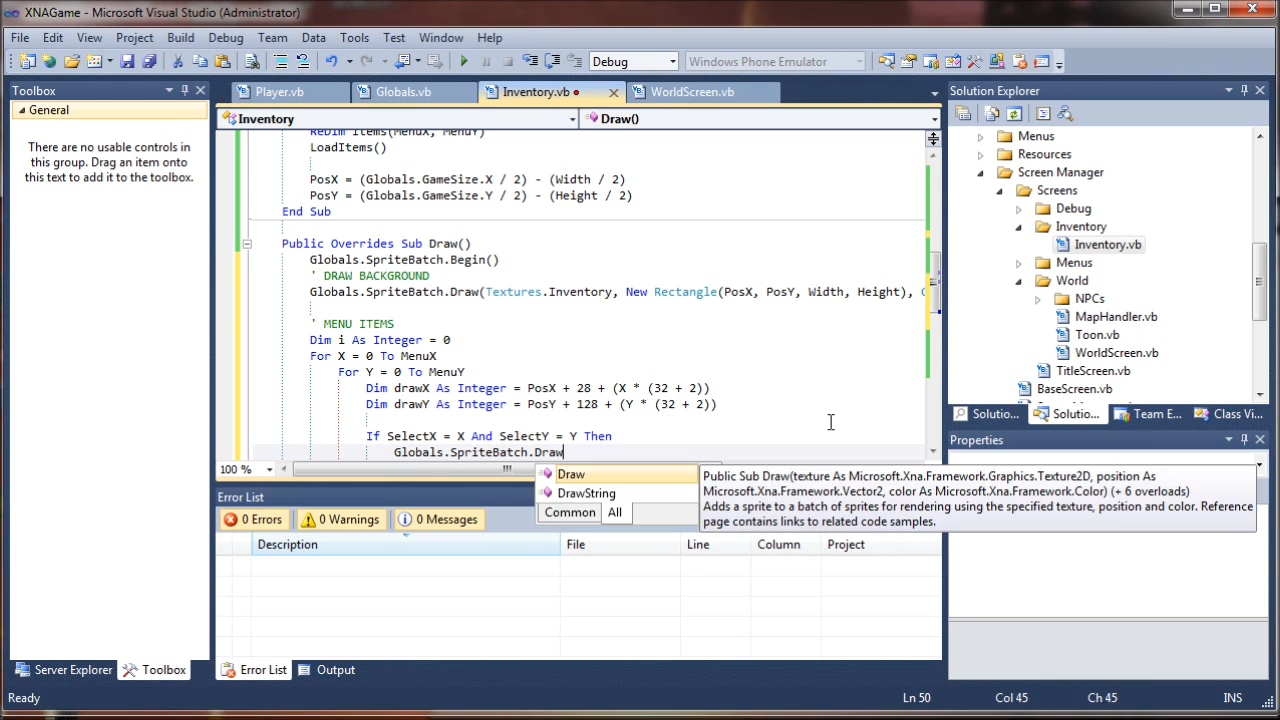 XNAGame - Microsoft Visual Studio (Administrator)
File Edit View Project Build Debug Team Data Tools Test Window Help
Debug Windows Phone Emulator
Toolbox
General
There are no usable controls in
this group. Drag an item onto
this text to add it to the toolbox.
Player.vb Globals.vb Inventory.vb WorldScreen.vb
Inventory Draw()
ReDim Items(MenuX, MenuY)
LoadItems()
PosX = (Globals.GameSize.X / 2) - (Width / 2)
PosY = (Globals.GameSize.Y / 2) - (Height / 2)
End Sub
Public Overrides Sub Draw()
Globals.SpriteBatch.Begin()
' DRAW BACKGROUND
Globals.SpriteBatch.Draw(Textures.Inventory, New Rectangle(PosX, PosY, Width, Height),
' MENU ITEMS
Dim i As Integer = 0
For X = 0 To MenuX
For Y = 0 To MenuY
Dim drawX As Integer = PosX + 28 + (X * (32 + 2))
Dim drawY As Integer = PosY + 128 + (Y * (32 + 2))
If SelectX = X And SelectY = Y Then
Globals.SpriteBatch.Draw
100 %
Draw
DrawString
Common All
Public Sub Draw(texture As Microsoft.Xna.Framework.Graphics.Texture2D, position As
Microsoft.Xna.Framework.Vector2, color As Microsoft.Xna.Framework.Color) (+ 6 overloads)
Adds a sprite to a batch of sprites for rendering using the specified texture, position and color. Reference
page contains links to related code samples.
Error List
0 Errors 0 Warnings 0 Messages
Description File Line Column Project
Solution Explorer
Menus
Resources
Screen Manager
Screens
Debug
Inventory
Inventory.vb
Menus
World
NPCs
MapHandler.vb
Toon.vb
WorldScreen.vb
TitleScreen.vb
BaseScreen.vb
Solutio... Solutio... Team E... Class Vi...
Properties
Server Explorer Toolbox Error List Output
Ready Ln 50 Col 45 Ch 45 INS